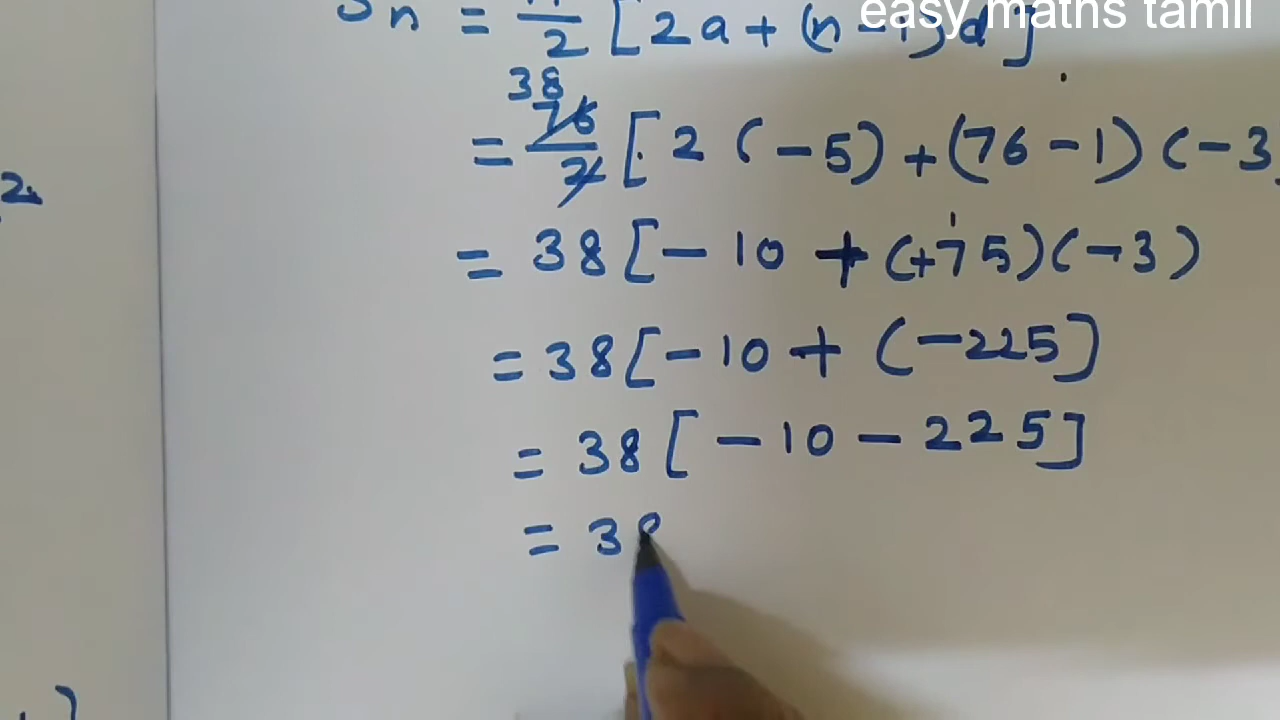 easy maths tamil
Sn = n/2 [2a + (n - 1)d]
38
= 76/2 [2(-5) + (76 - 1)(-3
2
= 38[-10 + (+75)(-3)
= 38[-10 + (-225]
= 38[-10 - 225]
= 38